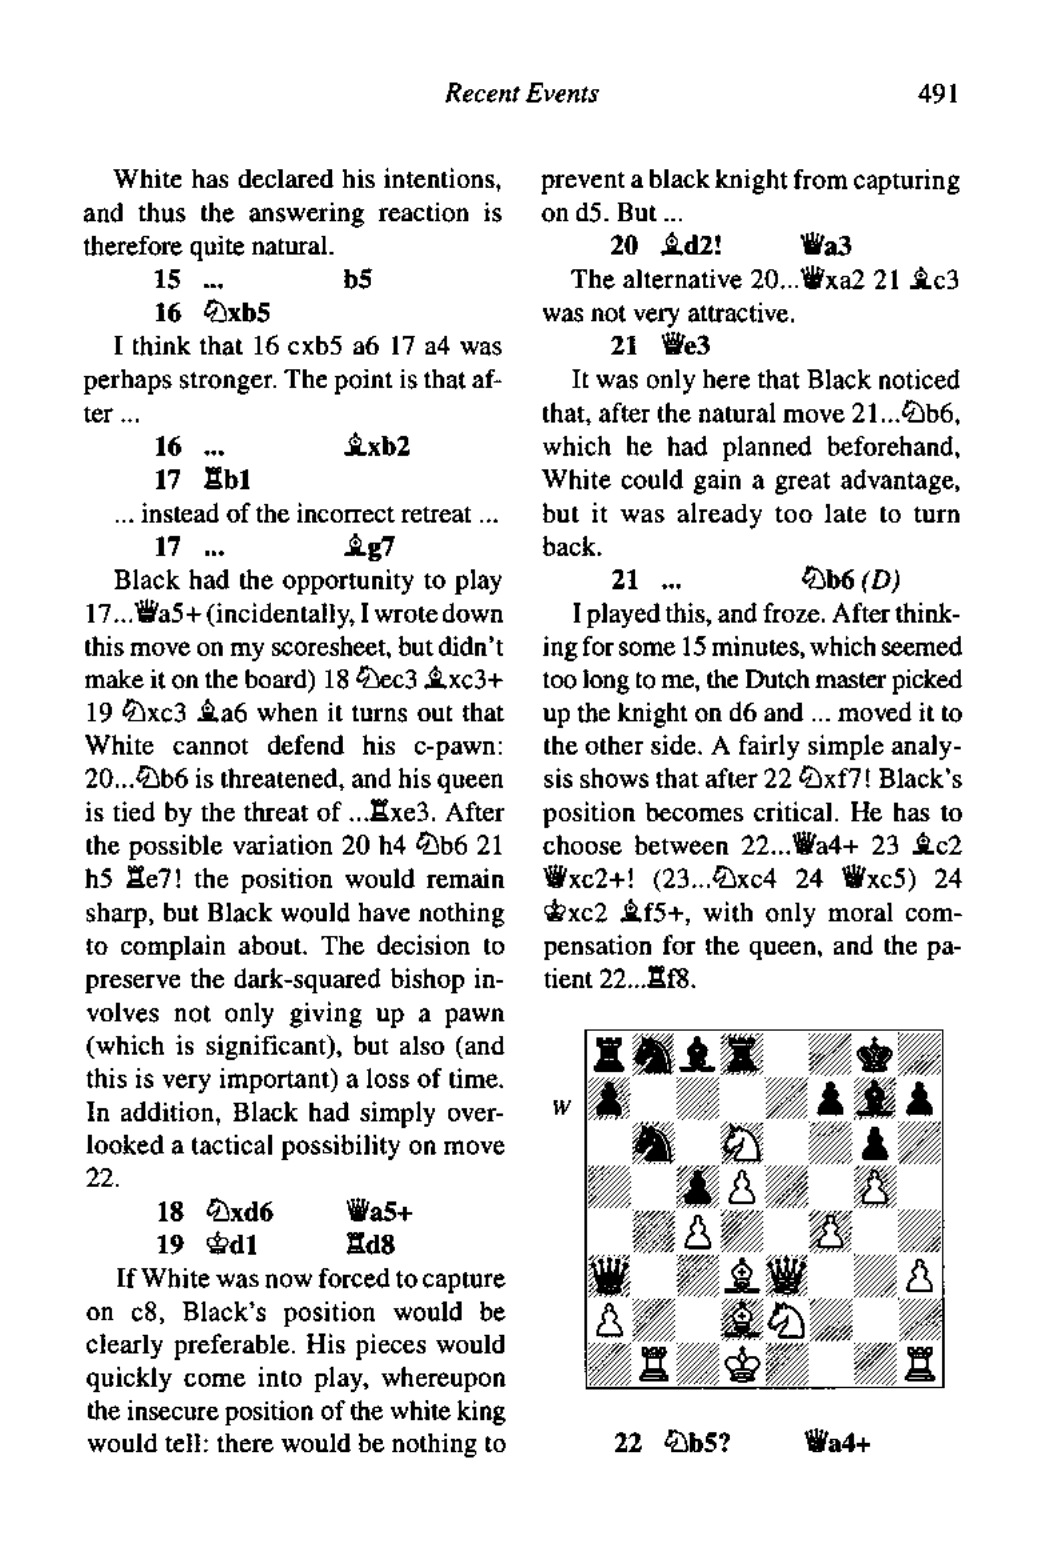 Recent Events 491
White has declared his intentions,
and thus the answering reaction is
therefore quite natural.
15 ... b5
16 ♘xb5
I think that 16 cxb5 a6 17 a4 was
perhaps stronger. The point is that af-
ter ...
16 ... ♗xb2
17 ♖b1
... instead of the incorrect retreat ...
17 ... ♗g7
Black had the opportunity to play
17...♕a5+ (incidentally, I wrote down
this move on my scoresheet, but didn't
make it on the board) 18 ♘ec3 ♗xc3+
19 ♘xc3 ♗a6 when it turns out that
White cannot defend his c-pawn:
20...♘b6 is threatened, and his queen
is tied by the threat of ...♖xe3. After
the possible variation 20 h4 ♘b6 21
h5 ♖e7! the position would remain
sharp, but Black would have nothing
to complain about. The decision to
preserve the dark-squared bishop in-
volves not only giving up a pawn
(which is significant), but also (and
this is very important) a loss of time.
In addition, Black had simply over-
looked a tactical possibility on move
22.
18 ♘xd6 ♕a5+
19 ♔d1 ♖d8
If White was now forced to capture
on c8, Black's position would be
clearly preferable. His pieces would
quickly come into play, whereupon
the insecure position of the white king
would tell: there would be nothing to
prevent a black knight from capturing
on d5. But ...
20 ♗d2! ♕a3
The alternative 20...♕xa2 21 ♗c3
was not very attractive.
21 ♕e3
It was only here that Black noticed
that, after the natural move 21...♘b6,
which he had planned beforehand,
White could gain a great advantage,
but it was already too late to turn
back.
21 ... ♘b6 (D)
I played this, and froze. After think-
ing for some 15 minutes, which seemed
too long to me, the Dutch master picked
up the knight on d6 and ... moved it to
the other side. A fairly simple analy-
sis shows that after 22 ♘xf7! Black's
position becomes critical. He has to
choose between 22...♕a4+ 23 ♗c2
♕xc2+! (23...♘xc4 24 ♕xc5) 24
♔xc2 ♗f5+, with only moral com-
pensation for the queen, and the pa-
tient 22...♖f8.
W
22 ♘b5? ♕a4+